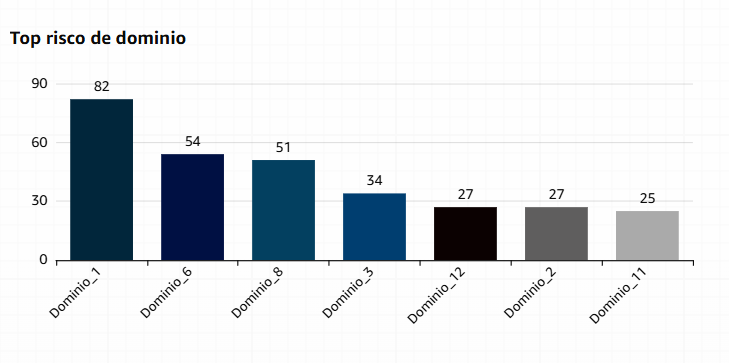 Top risco de dominio
90
82
60
54
51
34
30
27
27
25
0
Dominio_1
Dominio_6
Dominio_8
Dominio_3
Dominio_12
Dominio_2
Dominio_11